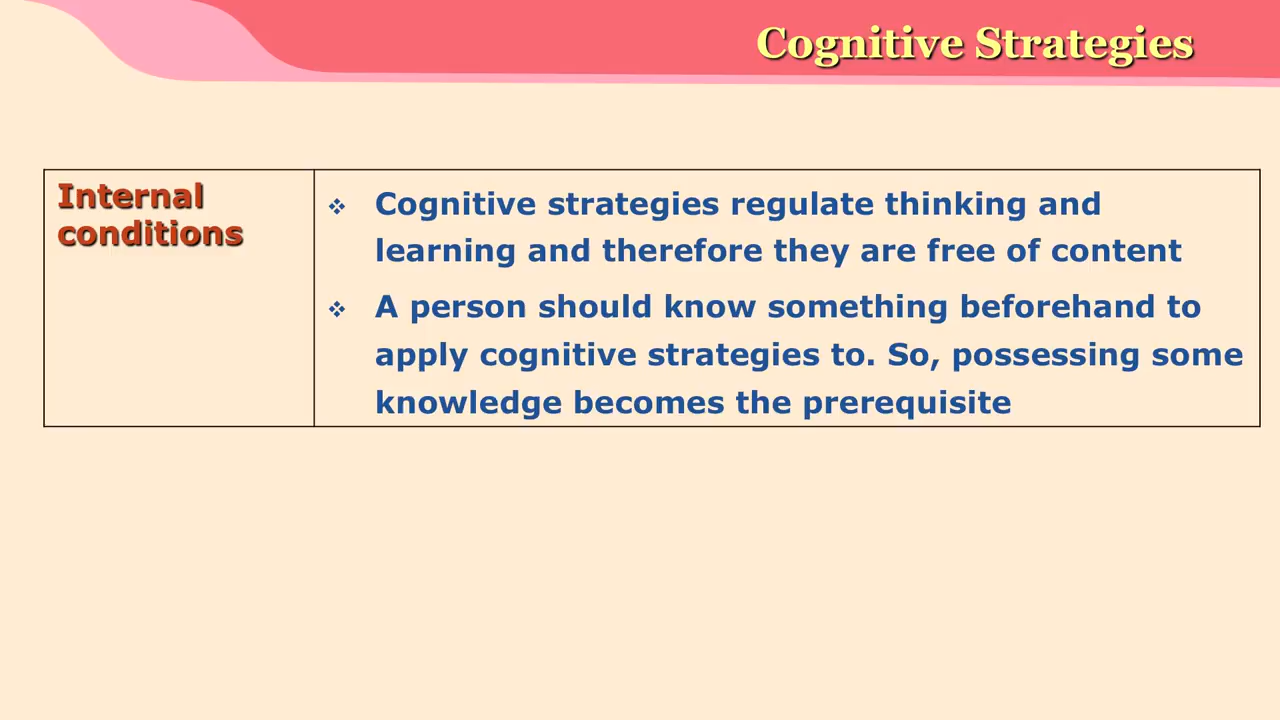 Cognitive Strategies
Internal
conditions
❖ Cognitive strategies regulate thinking and
learning and therefore they are free of content
❖ A person should know something beforehand to
apply cognitive strategies to. So, possessing some
knowledge becomes the prerequisite